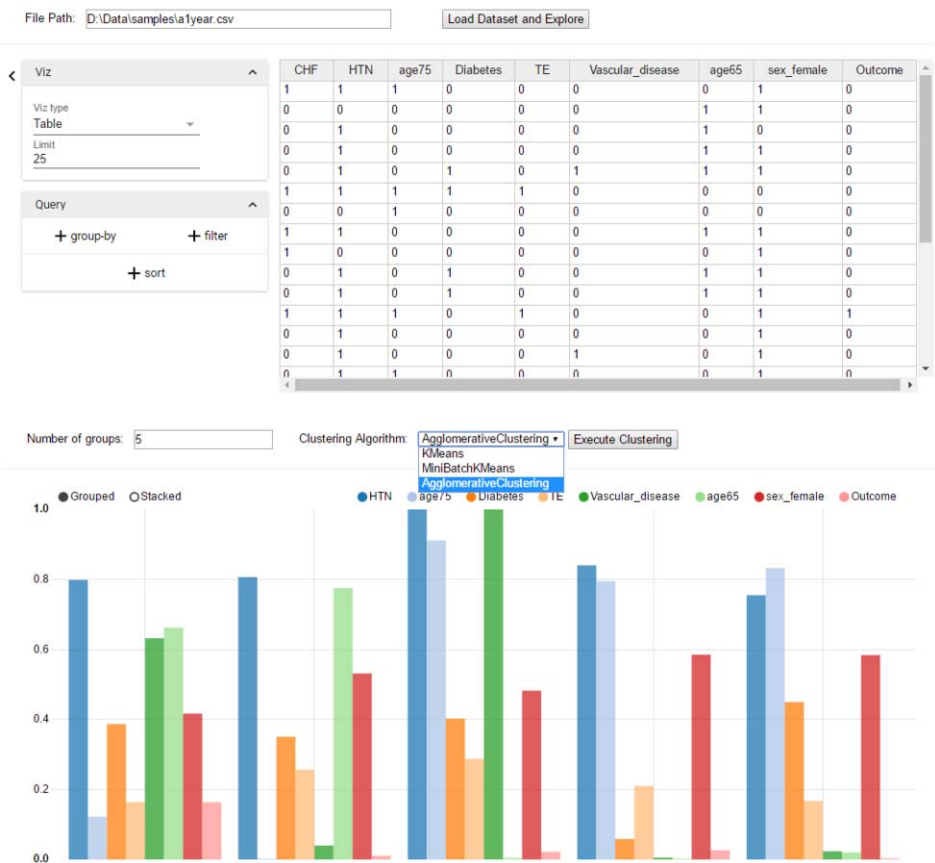 File Path: D:\Data\samples\a1year.csv Load Dataset and Explore
Viz
Viz type
Table
Limit
25
Query
+ group-by + filter
+ sort
CHF HTN age75 Diabetes TE Vascular_disease age65 sex_female Outcome
1 1 1 0 0 0 0 1 0
0 0 0 0 0 0 1 1 0
0 1 0 0 0 0 1 0 0
0 1 0 0 0 0 1 1 0
0 1 0 1 0 1 1 1 0
1 1 1 1 1 0 0 0 0
0 0 1 0 0 0 0 0 0
1 1 0 0 0 0 1 1 0
1 0 0 0 0 0 0 1 0
0 1 0 1 0 0 1 1 0
0 1 0 1 0 0 1 1 0
1 1 1 0 1 0 0 1 1
0 1 0 0 0 0 0 1 0
0 1 0 0 0 1 0 1 0
0 1 1 0 0 0 0 1 0
Number of groups: 5 Clustering Algorithm: AgglomerativeClustering Execute Clustering
KMeans
MiniBatchKMeans
AgglomerativeClustering
Grouped Stacked HTN age75 Diabetes TE Vascular_disease age65 sex_female Outcome
1.0
0.8
0.6
0.4
0.2
0.0